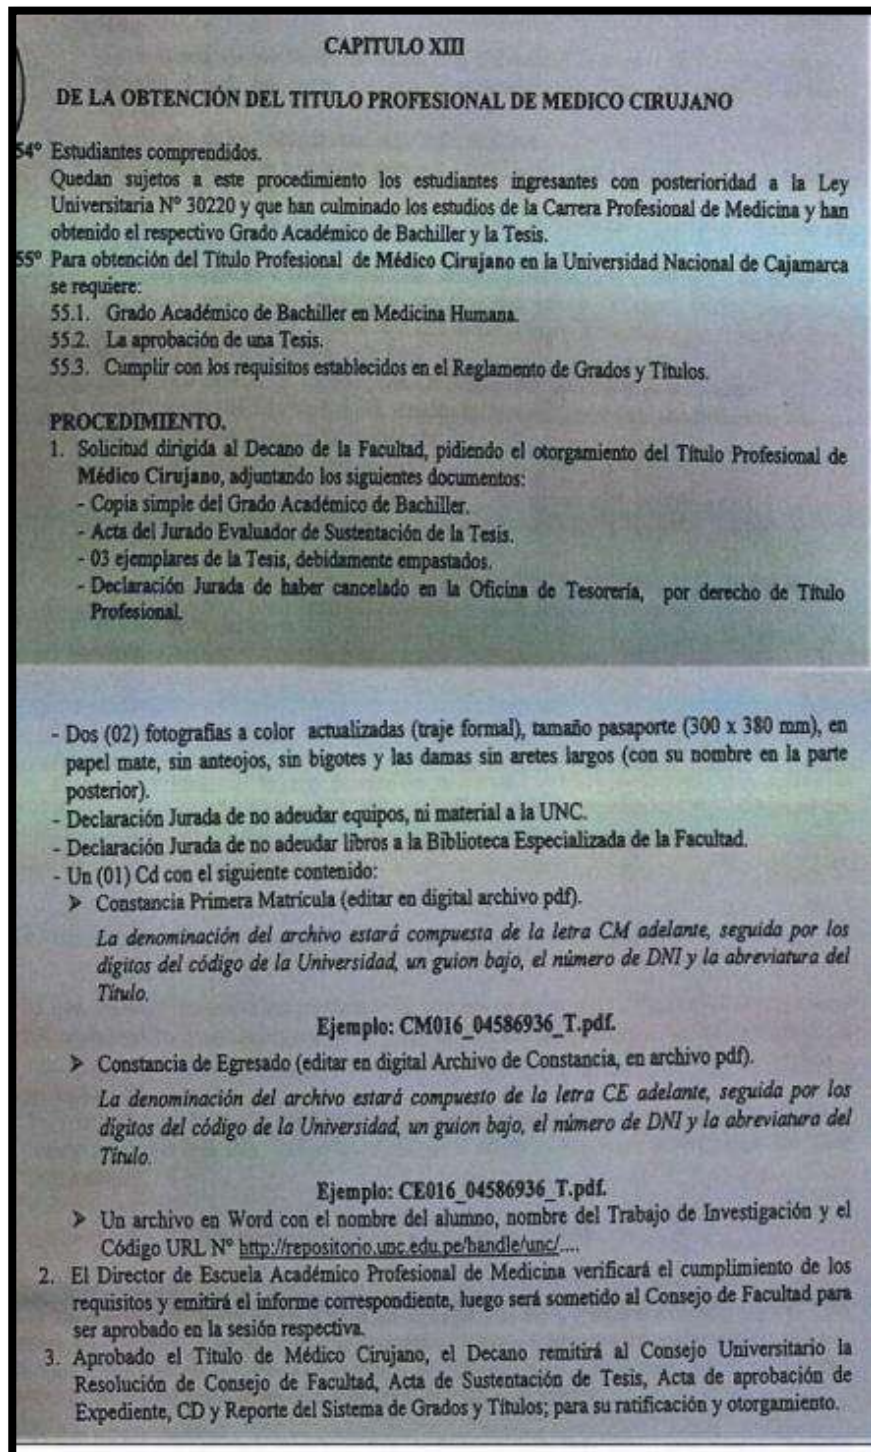 CAPITULO XIII
DE LA OBTENCIÓN DEL TITULO PROFESIONAL DE MEDICO CIRUJANO
54º Estudiantes comprendidos.
Quedan sujetos a este procedimiento los estudiantes ingresantes con posterioridad a la Ley
Universitaria Nº 30220 y que han culminado los estudios de la Carrera Profesional de Medicina y han
obtenido el respectivo Grado Académico de Bachiller y la Tesis.
55º Para obtención del Título Profesional de Médico Cirujano en la Universidad Nacional de Cajamarca
se requiere:
55.1. Grado Académico de Bachiller en Medicina Humana.
55.2. La aprobación de una Tesis.
55.3. Cumplir con los requisitos establecidos en el Reglamento de Grados y Títulos.
PROCEDIMIENTO.
1. Solicitud dirigida al Decano de la Facultad, pidiendo el otorgamiento del Título Profesional de
Médico Cirujano, adjuntando los siguientes documentos:
- Copia simple del Grado Académico de Bachiller.
- Acta del Jurado Evaluador de Sustentación de la Tesis.
- 03 ejemplares de la Tesis, debidamente empastados.
- Declaración Jurada de haber cancelado en la Oficina de Tesorería, por derecho de Título
Profesional.
- Dos (02) fotografías a color actualizadas (traje formal), tamaño pasaporte (300 x 380 mm), en
papel mate, sin anteojos, sin bigotes y las damas sin aretes largos (con su nombre en la parte
posterior).
- Declaración Jurada de no adeudar equipos, ni material a la UNC.
- Declaración Jurada de no adeudar libros a la Biblioteca Especializada de la Facultad.
- Un (01) Cd con el siguiente contenido:
➤ Constancia Primera Matrícula (editar en digital archivo pdf).
La denominación del archivo estará compuesta de la letra CM adelante, seguida por los
dígitos del código de la Universidad, un guion bajo, el número de DNI y la abreviatura del
Título.
Ejemplo: CM016_04586936_T.pdf.
➤ Constancia de Egresado (editar en digital Archivo de Constancia, en archivo pdf).
La denominación del archivo estará compuesto de la letra CE adelante, seguida por los
dígitos del código de la Universidad, un guion bajo, el número de DNI y la abreviatura del
Título.
Ejemplo: CE016_04586936_T.pdf.
➤ Un archivo en Word con el nombre del alumno, nombre del Trabajo de Investigación y el
Código URL Nº http://repositorio.unc.edu.pe/handle/unc/....
2. El Director de Escuela Académico Profesional de Medicina verificará el cumplimiento de los
requisitos y emitirá el informe correspondiente, luego será sometido al Consejo de Facultad para
ser aprobado en la sesión respectiva.
3. Aprobado el Título de Médico Cirujano, el Decano remitirá al Consejo Universitario la
Resolución de Consejo de Facultad, Acta de Sustentación de Tesis, Acta de aprobación de
Expediente, CD y Reporte del Sistema de Grados y Títulos; para su ratificación y otorgamiento.